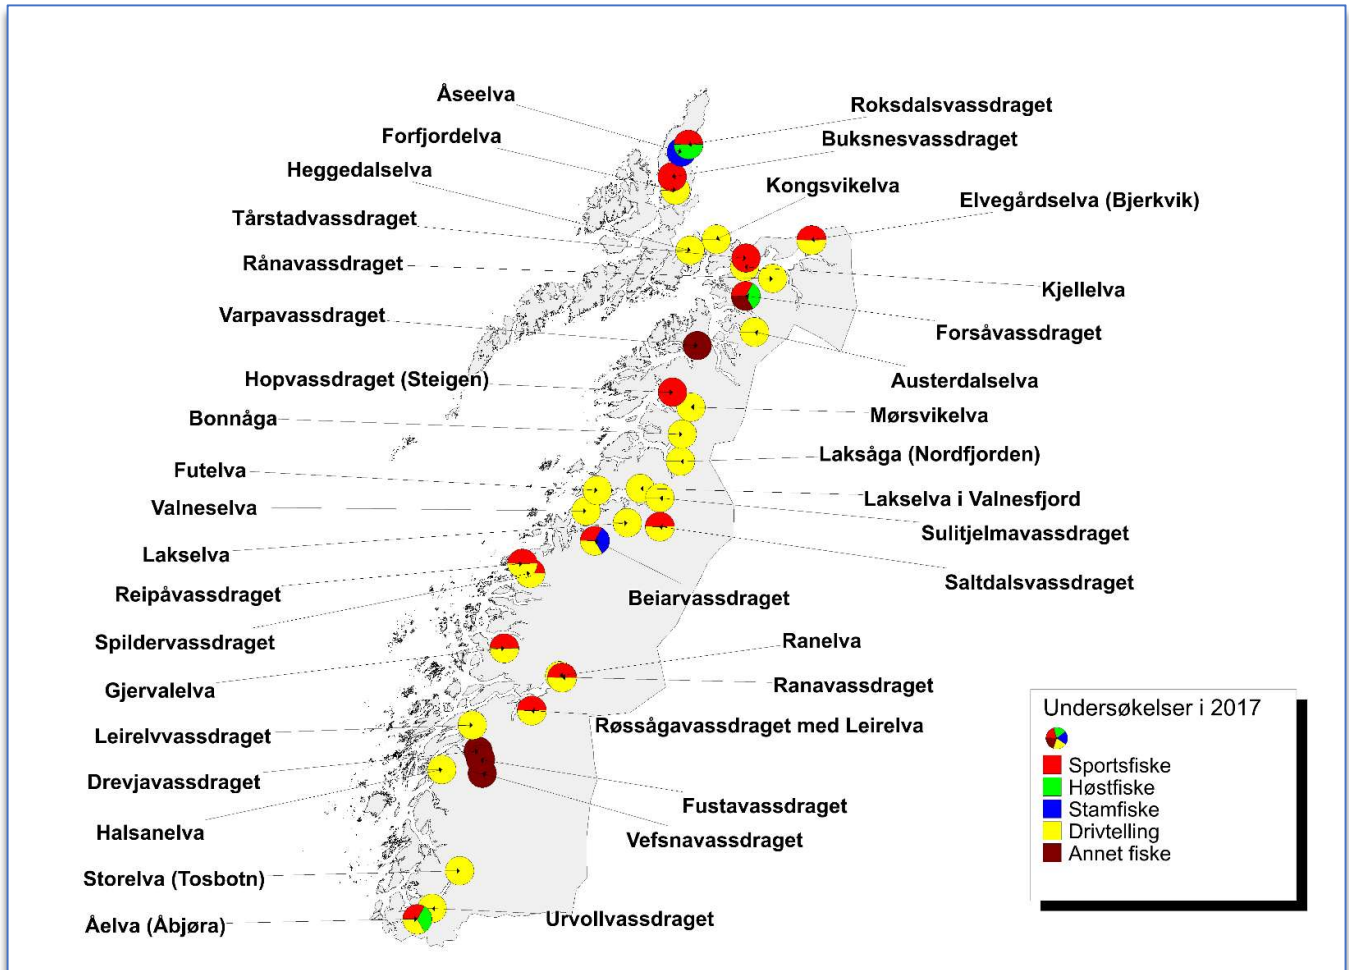 Åseelva
Roksdalsvassdraget
Forfjordelva
Buksnesvassdraget
Heggedalselva
Kongsvikelva
Elvegårdselva (Bjerkvik)
Tårstadvassdraget
Rånavassdraget
Kjellelva
Varpavassdraget
Forsåvassdraget
Hopvassdraget (Steigen)
Austerdalselva
Bonnåga
Mørsvikelva
Laksåga (Nordfjorden)
Futelva
Lakselva i Valnesfjord
Valneselva
Sulitjelmavassdraget
Lakselva
Saltdalsvassdraget
Reipåvassdraget
Beiarvassdraget
Spildervassdraget
Ranelva
Gjervalelva
Ranavassdraget
Leirelvvassdraget
Røssågavassdraget med Leirelva
Drevjavassdraget
Fustavassdraget
Halsanelva
Vefsnavassdraget
Storelva (Tosbotn)
Åelva (Åbjøra)
Urvollvassdraget
Undersøkelser i 2017
Sportsfiske
Høstfiske
Stamfiske
Drivtelling
Annet fiske